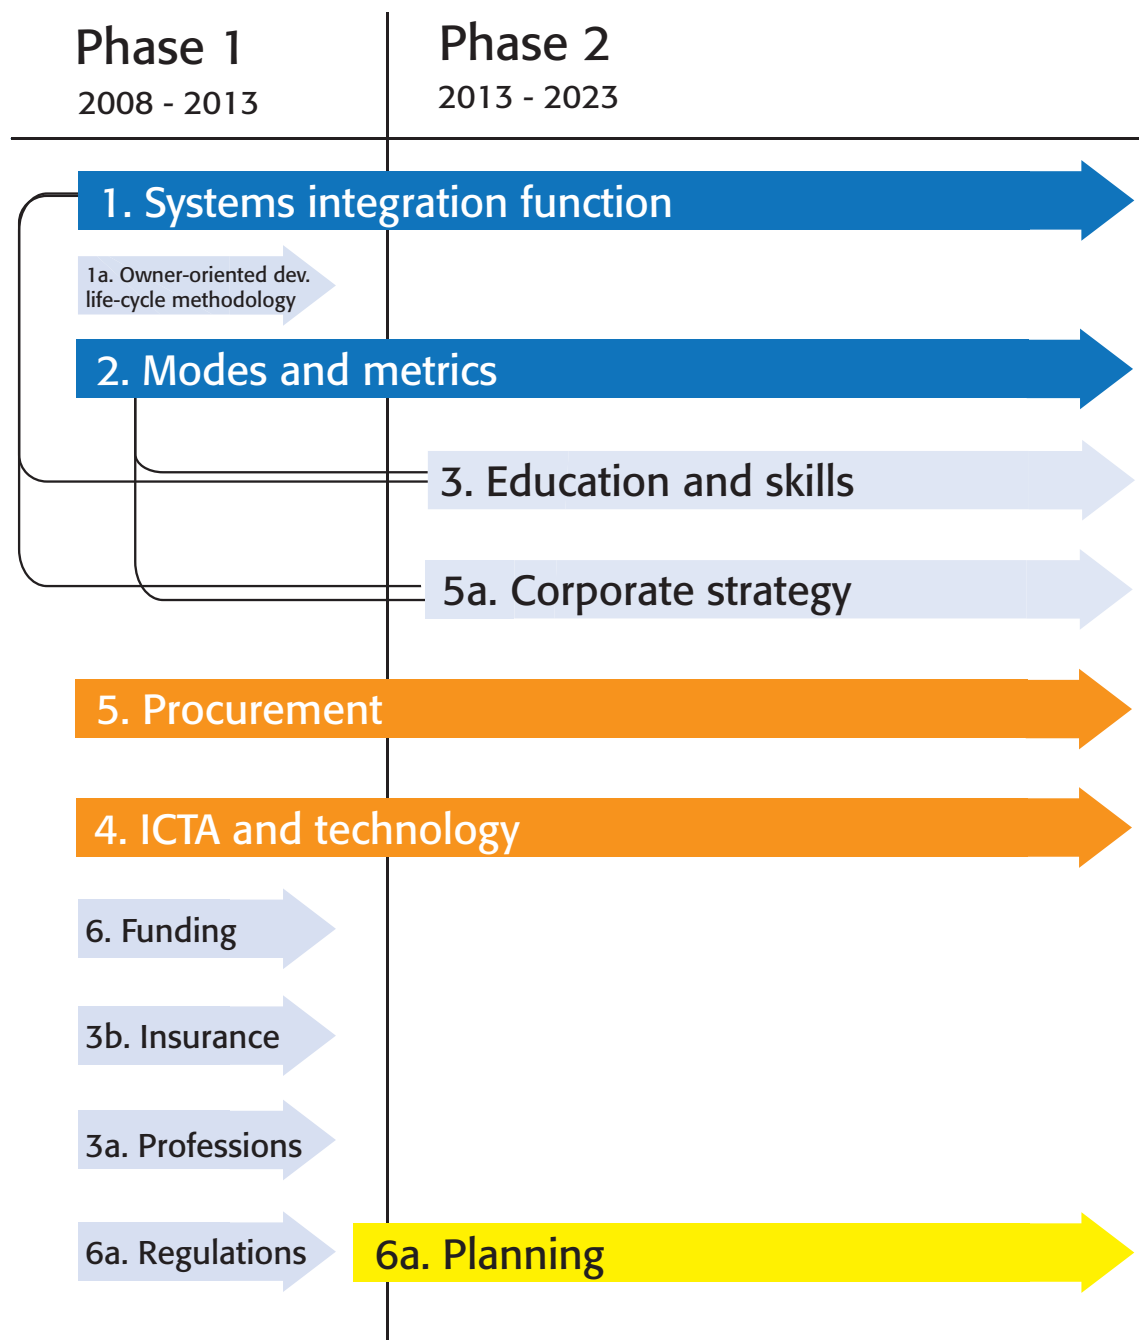 Phase 1
2008 - 2013
Phase 2
2013 - 2023
1. Systems integration function
1a. Owner-oriented dev.
life-cycle methodology
2. Modes and metrics
3. Education and skills
5a. Corporate strategy
5. Procurement
4. ICTA and technology
6. Funding
3b. Insurance
3a. Professions
6a. Regulations
6a. Planning